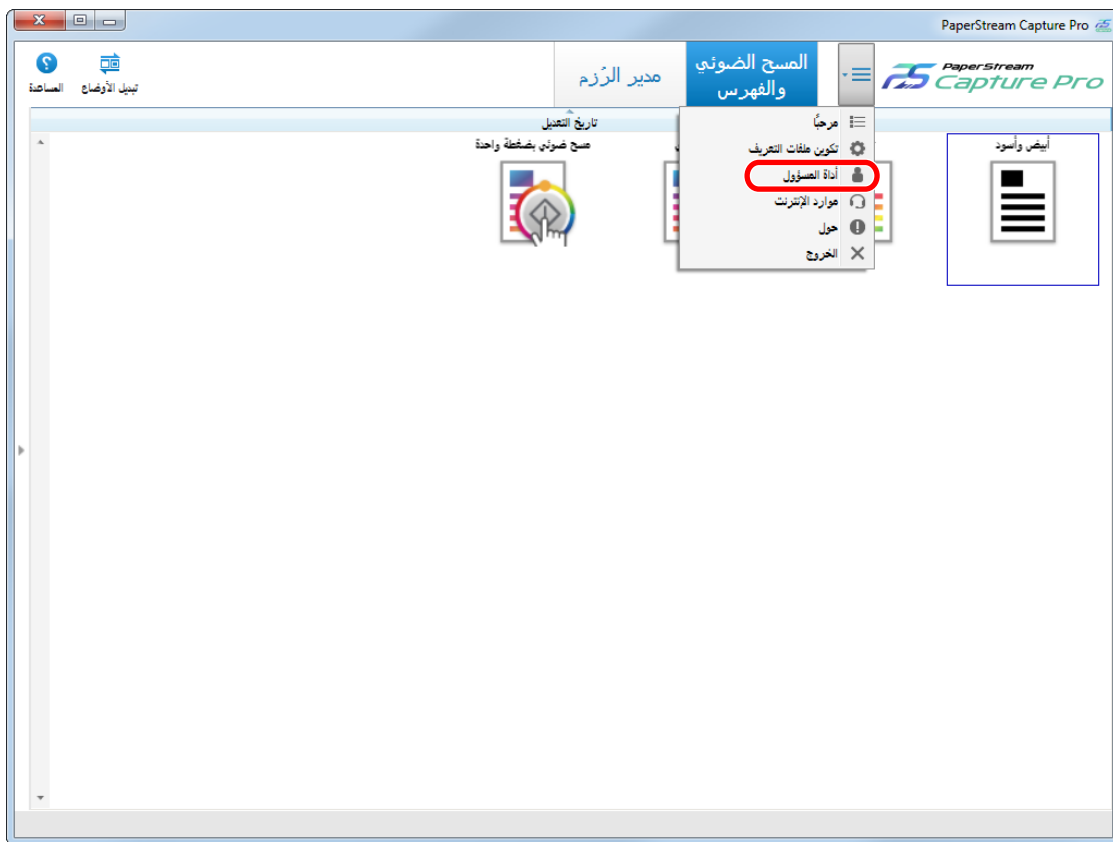 PaperStream Capture Pro
PaperStream
Capture Pro
المسح الضوئي
والفهرس
مدير الرُزم
تبديل الأوضاع
المساعدة
مرحبًا
تكوين ملفات التعريف
أداة المسؤول
موارد الإنترنت
حول
الخروج
تاريخ التعديل
أبيض وأسود
مسح ضوئي بضغطة واحدة